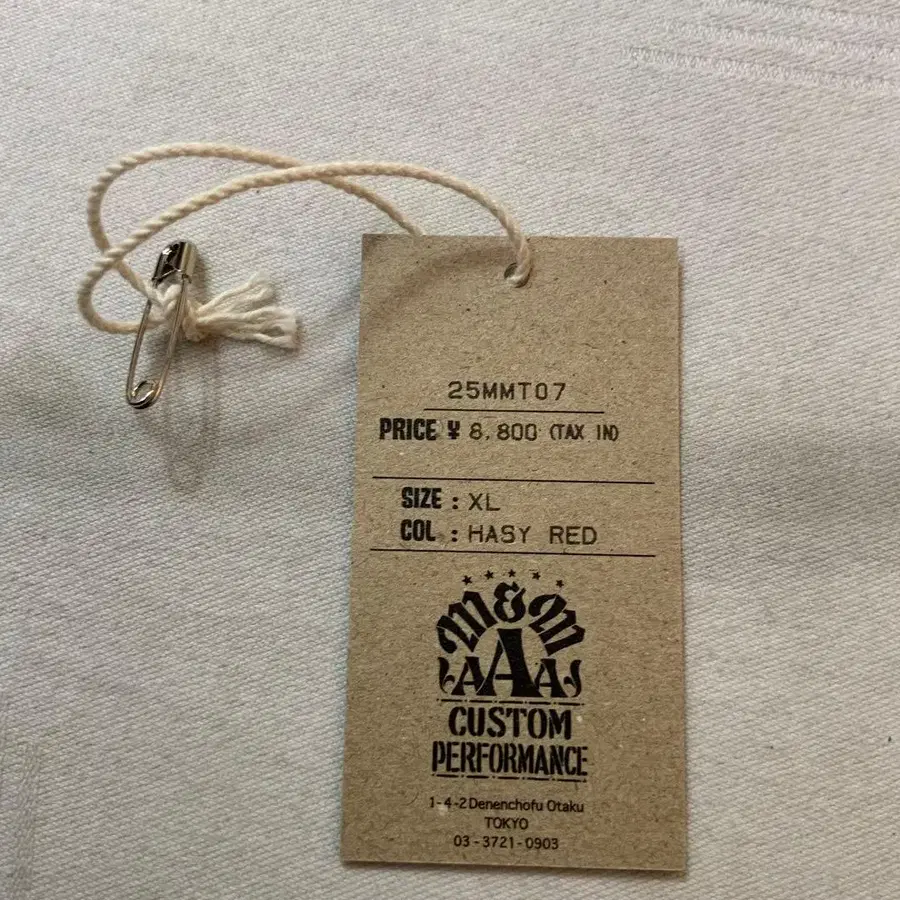 25MMT07
PRICE ¥ 8,800 (TAX IN)
SIZE : XL
COL : HASY RED
M&M
AAA
CUSTOM
PERFORMANCE
1-4-2 Denenchofu Otaku
TOKYO
03-3721-0903